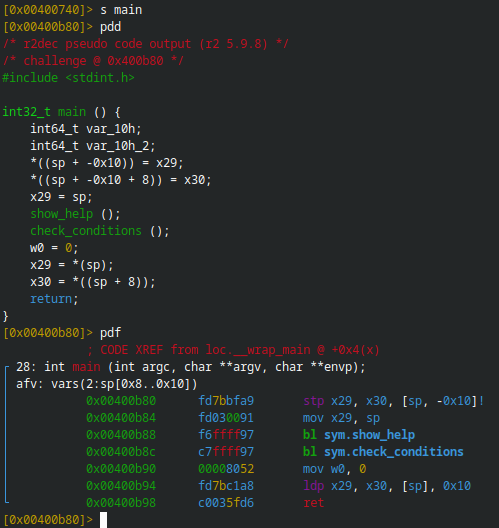 [0x00400740]> s main
[0x00400b80]> pdd
/* r2dec pseudo code output (r2 5.9.8) */
/* challenge @ 0x400b80 */
#include <stdint.h>

int32_t main () {
    int64_t var_10h;
    int64_t var_10h_2;
    *((sp + -0x10)) = x29;
    *((sp + -0x10 + 8)) = x30;
    x29 = sp;
    show_help ();
    check_conditions ();
    w0 = 0;
    x29 = *(sp);
    x30 = *((sp + 8));
    return;
}
[0x00400b80]> pdf
            ; CODE XREF from loc.__wrap_main @ +0x4(x)
┌ 28: int main (int argc, char **argv, char **envp);
│ afv: vars(2:sp[0x8..0x10])
│           0x00400b80      fd7bbfa9       stp x29, x30, [sp, -0x10]!
│           0x00400b84      fd030091       mov x29, sp
│           0x00400b88      f6ffff97       bl sym.show_help
│           0x00400b8c      c7ffff97       bl sym.check_conditions
│           0x00400b90      00008052       mov w0, 0
│           0x00400b94      fd7bc1a8       ldp x29, x30, [sp], 0x10
└           0x00400b98      c0035fd6       ret
[0x00400b80]>